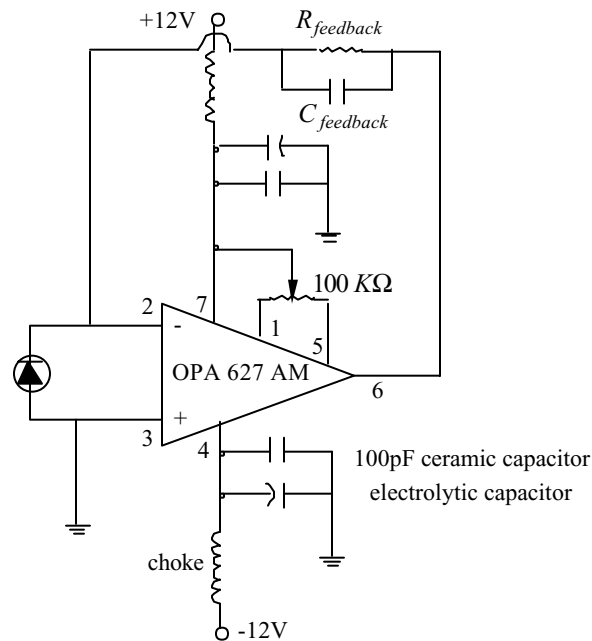 +12V
R_feedback
C_feedback
100 KΩ
2
7
1
5
-
OPA 627 AM
6
+
3
4
100pF ceramic capacitor
electrolytic capacitor
choke
-12V